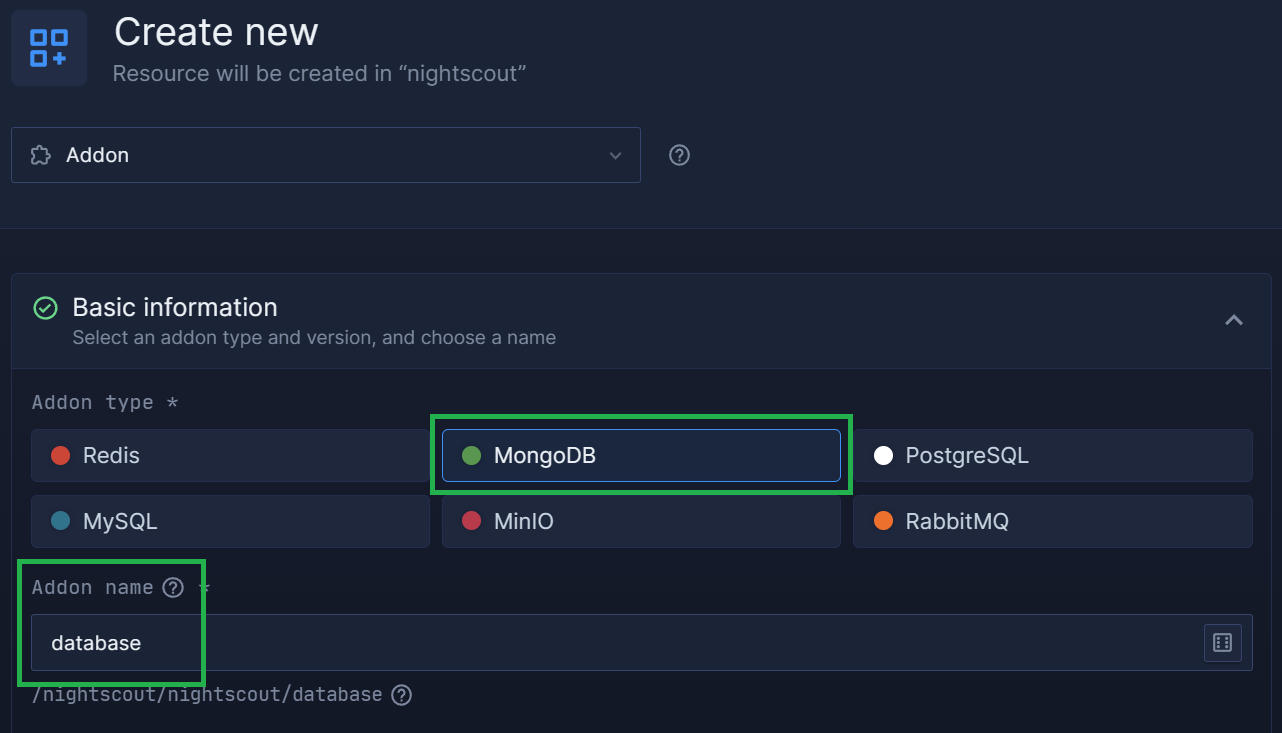 Create new
Resource will be created in “nightscout”
Addon
Basic information
Select an addon type and version, and choose a name
Addon type *
Redis
MongoDB
PostgreSQL
MySQL
MinIO
RabbitMQ
Addon name *
database
/nightscout/nightscout/database